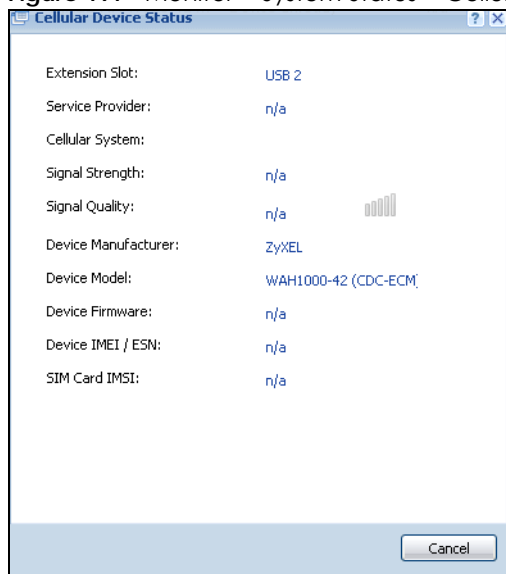 Cellular Device Status
Extension Slot: USB 2
Service Provider: n/a
Cellular System:
Signal Strength: n/a
Signal Quality: n/a
Device Manufacturer: ZyXEL
Device Model: WAH1000-42 (CDC-ECM)
Device Firmware: n/a
Device IMEI / ESN: n/a
SIM Card IMSI: n/a
Cancel